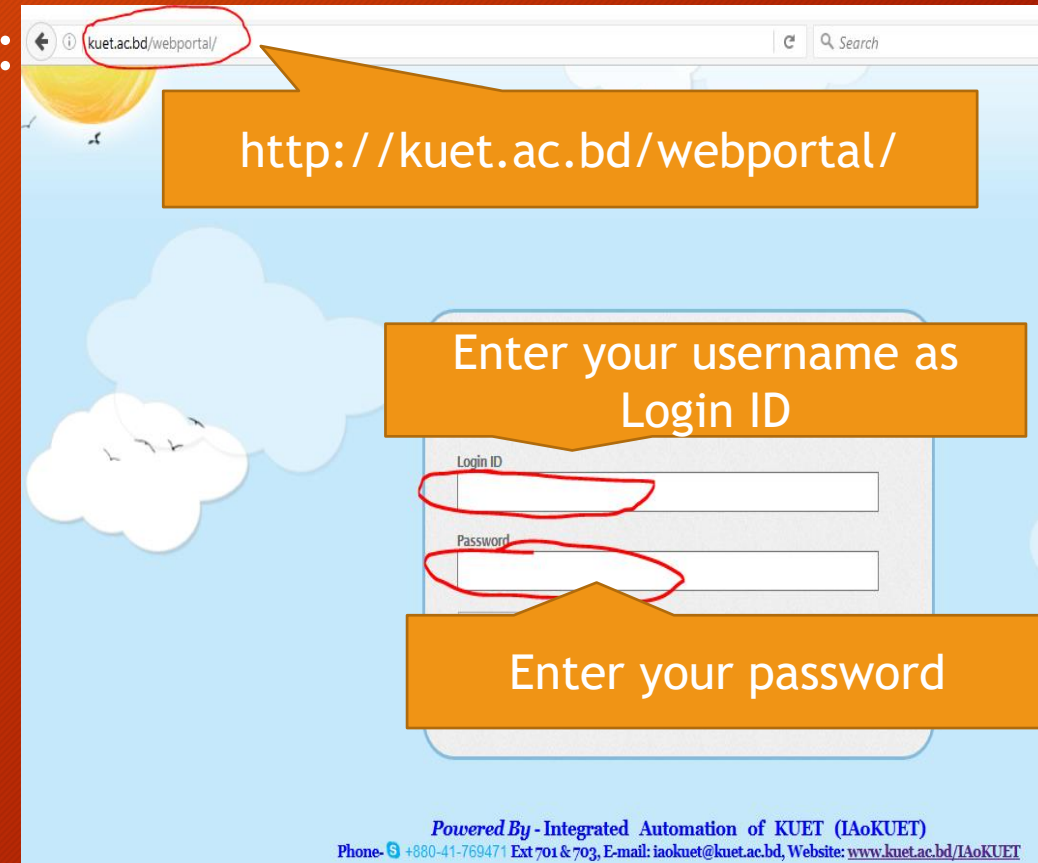 kuet.ac.bd/webportal/
Search
http://kuet.ac.bd/webportal/
Enter your username as
Login ID
Login ID
Password
Enter your password
Powered By - Integrated Automation of KUET (IAoKUET)
Phone- +880-41-769471 Ext 701 & 703, E-mail: iaokuet@kuet.ac.bd, Website: www.kuet.ac.bd/IAoKUET